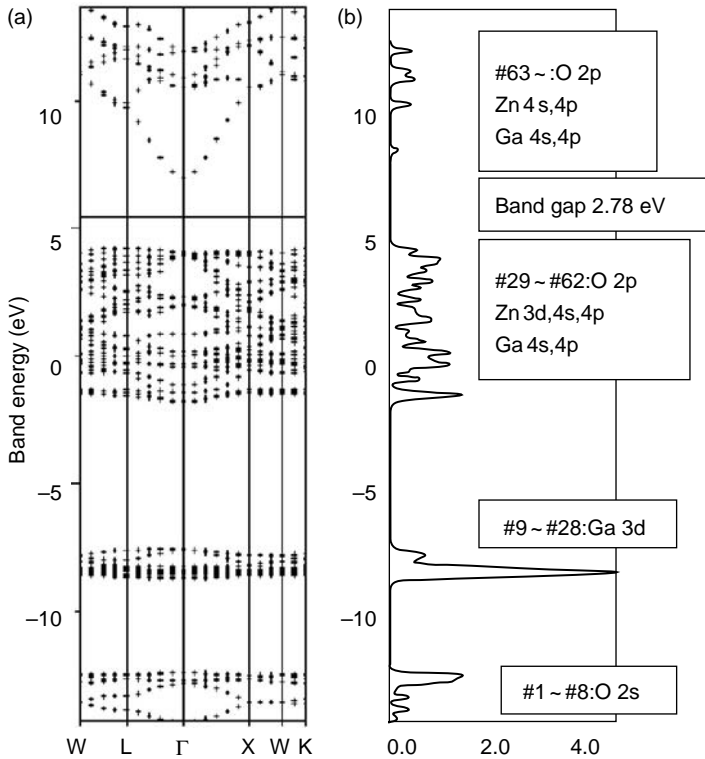 (a)
(b)
Band energy (eV)
10
5
0
–5
–10
W L Γ X W K
10
5
0
–5
–10
#63 ~ :O 2p
Zn 4 s,4p
Ga 4s,4p
Band gap 2.78 eV
#29 ~ #62:O 2p
Zn 3d,4s,4p
Ga 4s,4p
#9 ~ #28:Ga 3d
#1 ~ #8:O 2s
0.0 2.0 4.0